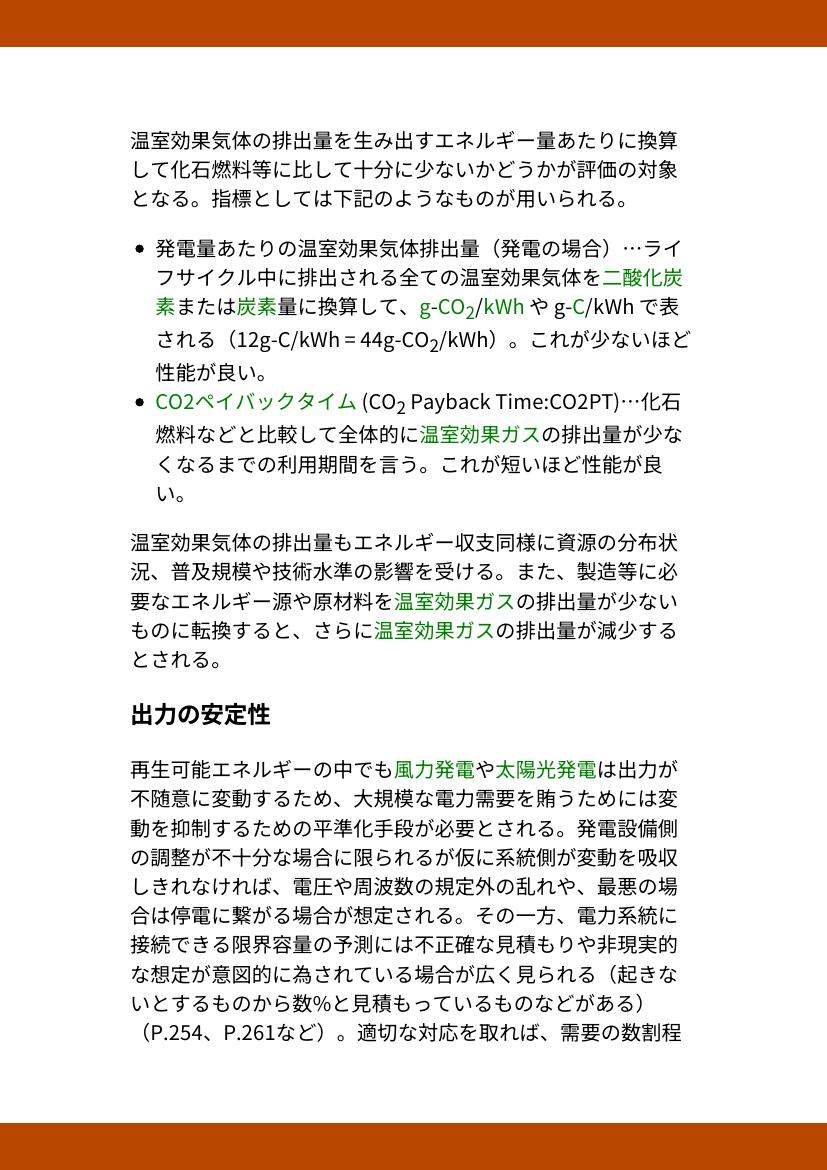 温室効果気体の排出量を生み出すエネルギー量あたりに換算
して化石燃料等に比して十分に少ないかどうかが評価の対象
となる。指標としては下記のようなものが用いられる。
• 発電量あたりの温室効果気体排出量（発電の場合）…ライ
フサイクル中に排出される全ての温室効果気体を二酸化炭
素または炭素量に換算して、g-CO₂/kWh や g-C/kWh で表
される（12g-C/kWh = 44g-CO₂/kWh）。これが少ないほど
性能が良い。
• CO2ペイバックタイム (CO₂ Payback Time:CO2PT)…化石
燃料などと比較して全体的に温室効果ガスの排出量が少な
くなるまでの利用期間を言う。これが短いほど性能が良
い。
温室効果気体の排出量もエネルギー収支同様に資源の分布状
況、普及規模や技術水準の影響を受ける。また、製造等に必
要なエネルギー源や原材料を温室効果ガスの排出量が少ない
ものに転換すると、さらに温室効果ガスの排出量が減少する
とされる。
出力の安定性
再生可能エネルギーの中でも風力発電や太陽光発電は出力が
不随意に変動するため、大規模な電力需要を賄うためには変
動を抑制するための平準化手段が必要とされる。発電設備側
の調整が不十分な場合に限られるが仮に系統側が変動を吸収
しきれなければ、電圧や周波数の規定外の乱れや、最悪の場
合は停電に繋がる場合が想定される。その一方、電力系統に
接続できる限界容量の予測には不正確な見積もりや非現実的
な想定が意図的に為されている場合が広く見られる（起きな
いとするものから数%と見積もっているものなどがある）
（P.254、P.261など）。適切な対応を取れば、需要の数割程